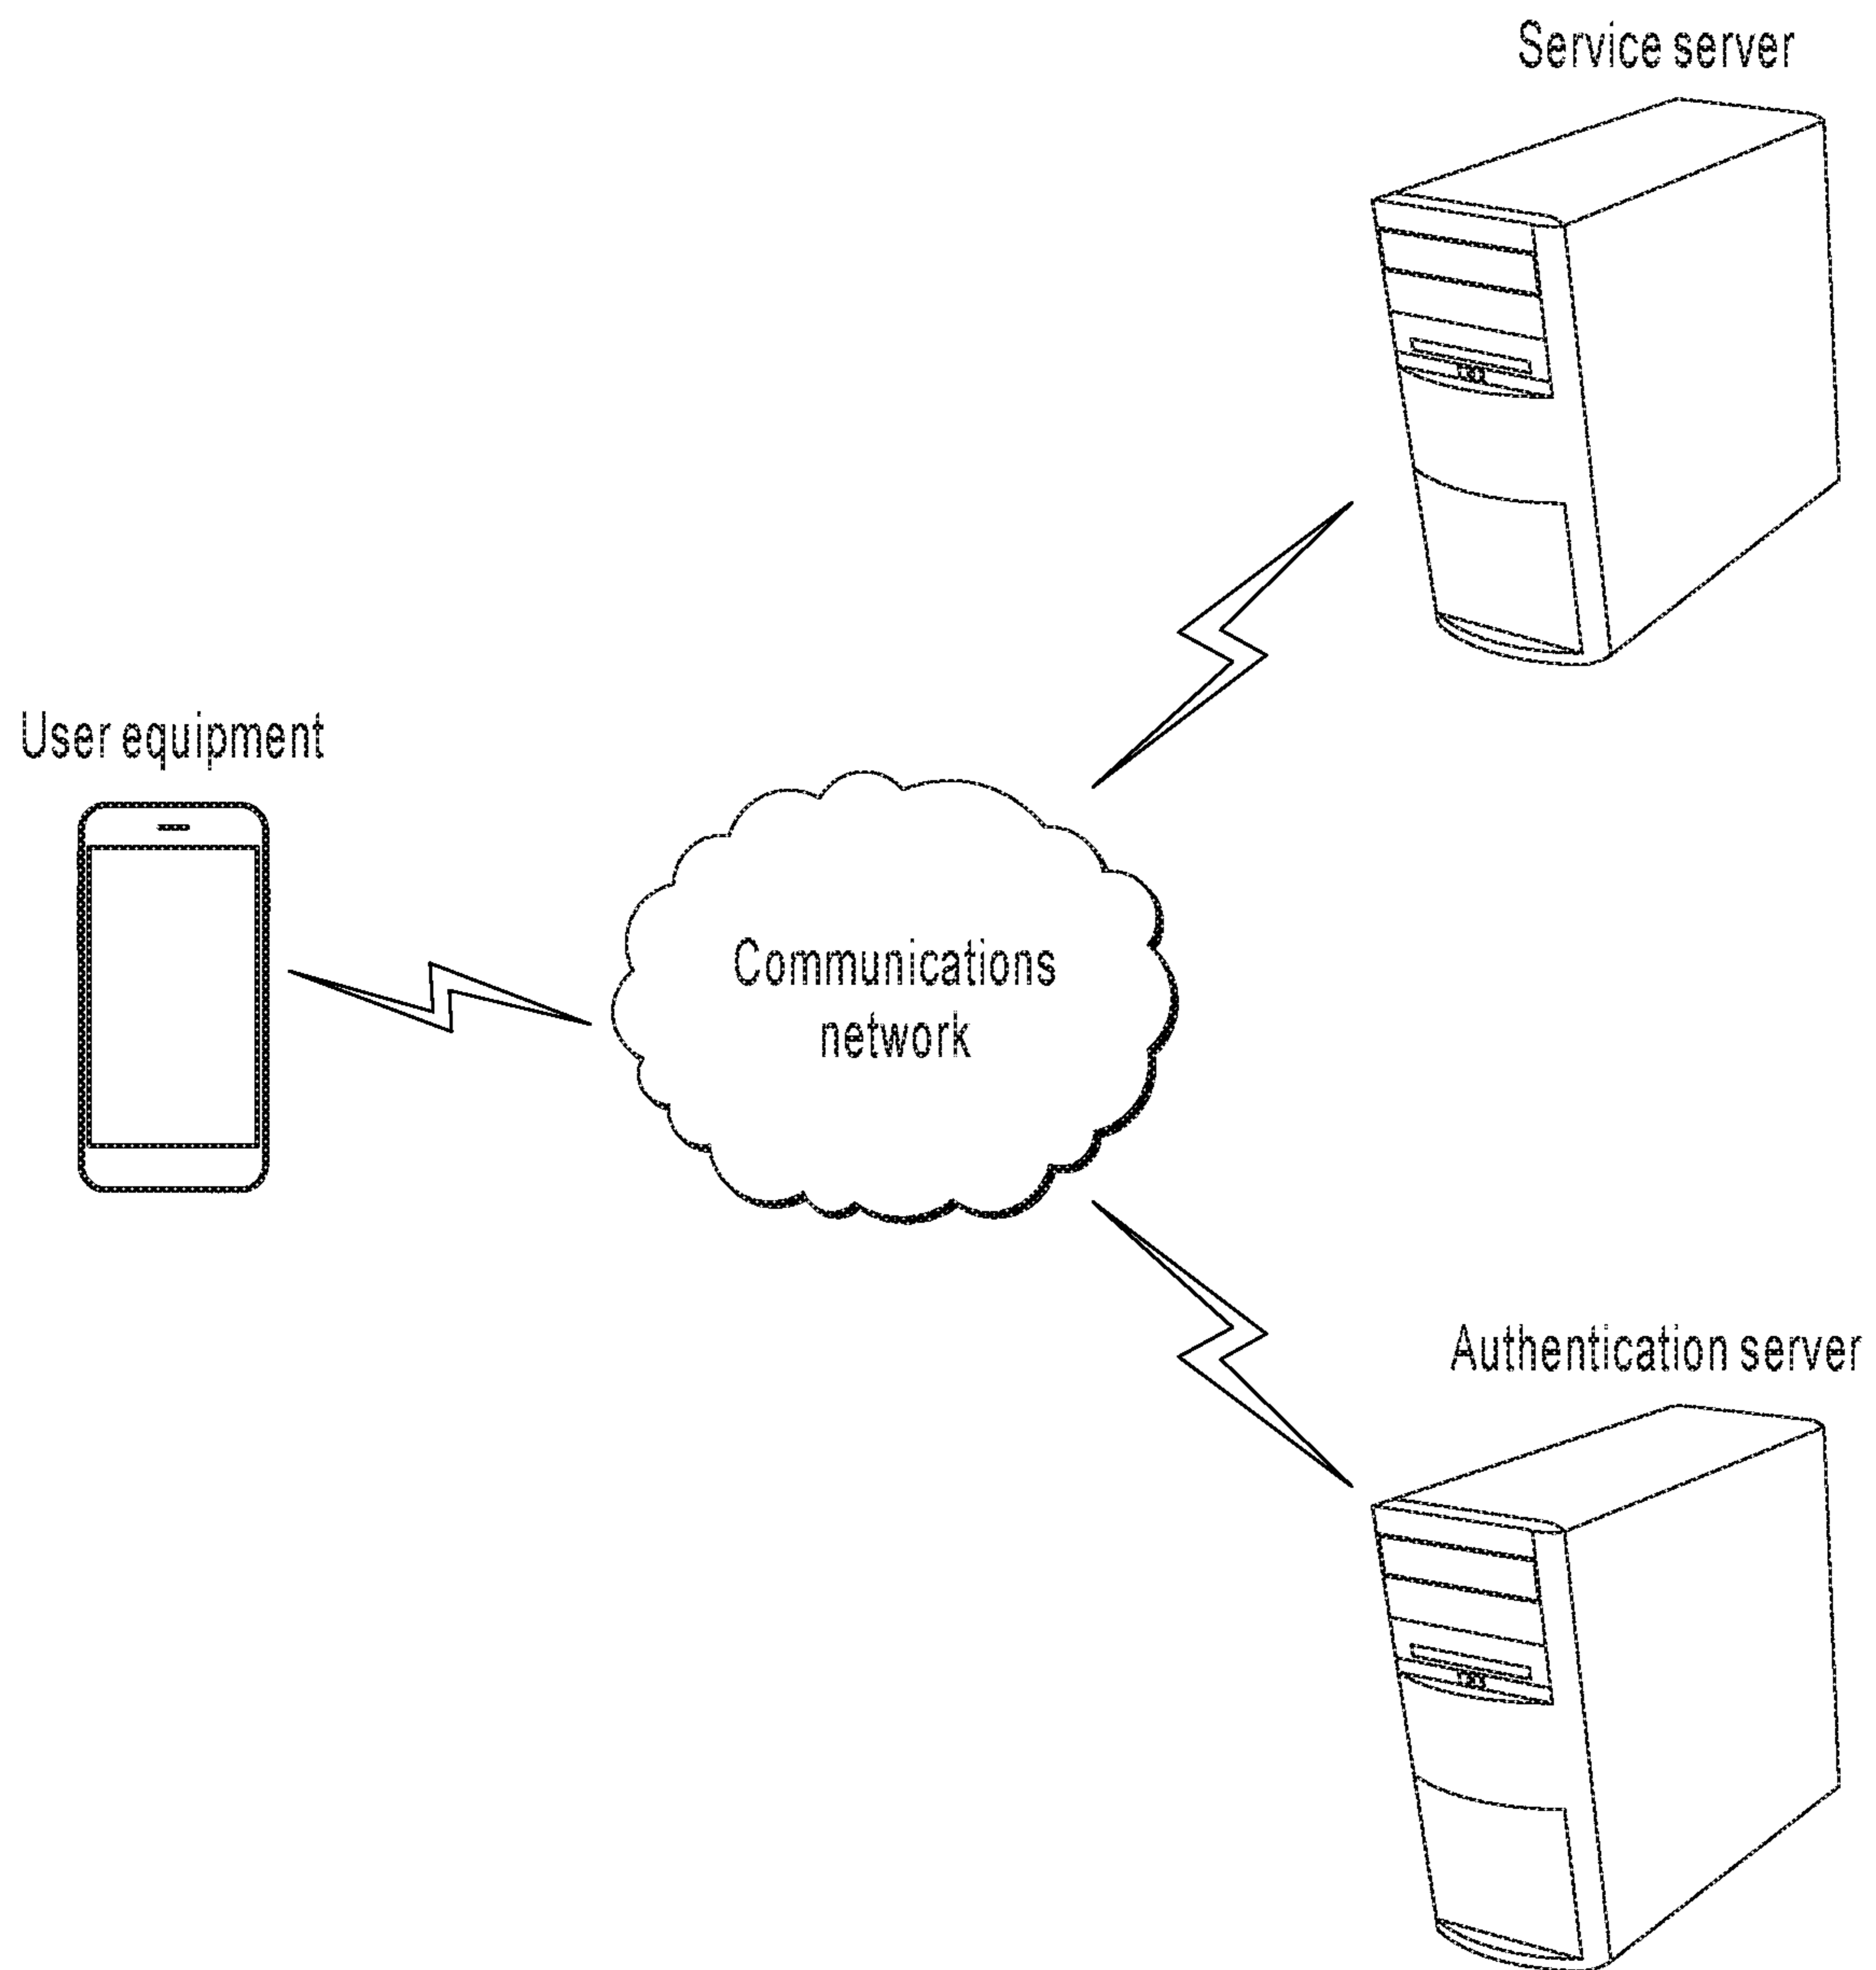 Service server
User equipment
Communications
network
Authentication server